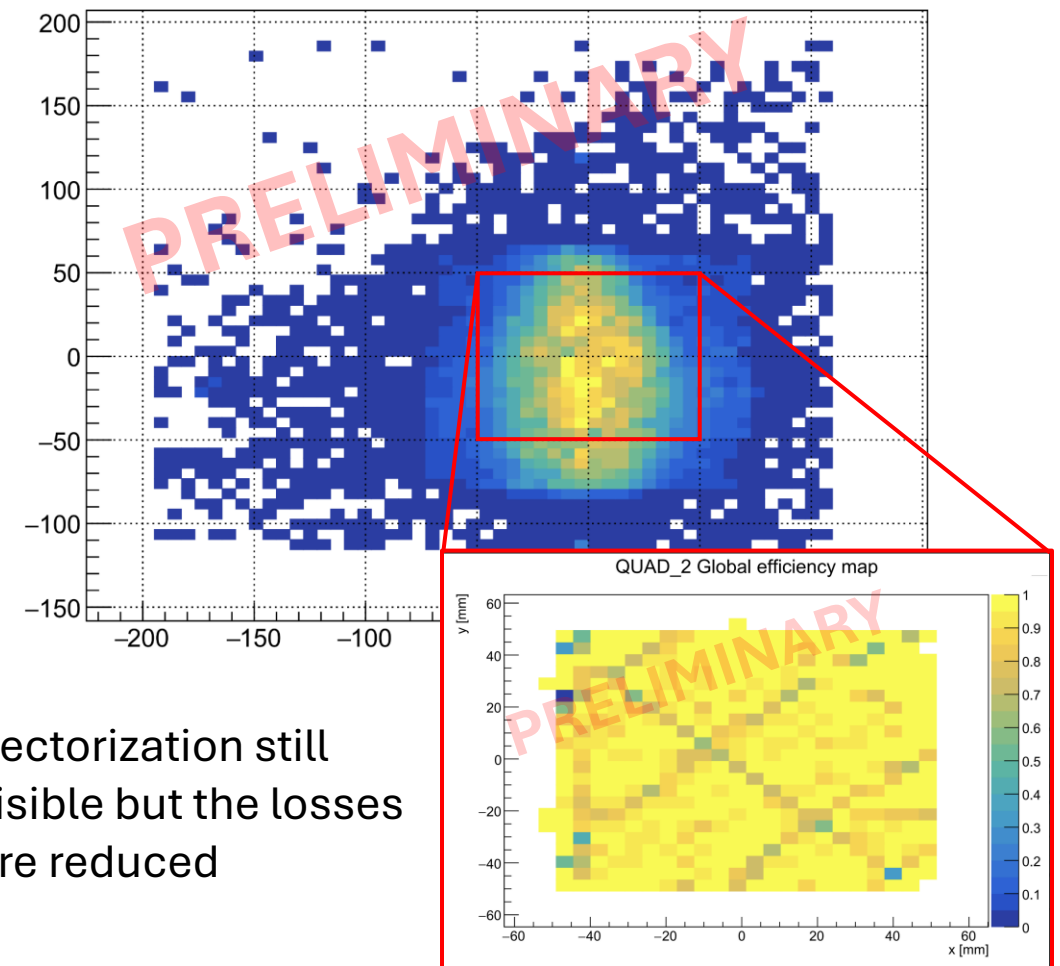 200
150
100
50
0
−50
−100
−150
−200 −150 −100
PRELIMINARY
QUAD_2 Global efficiency map
y [mm]
60
40
20
0
−20
−40
−60
−60 −40 −20 0 20 40 60
x [mm]
1
0.9
0.8
0.7
0.6
0.5
0.4
0.3
0.2
0.1
0
PRELIMINARY
ectorization still
isible but the losses
re reduced